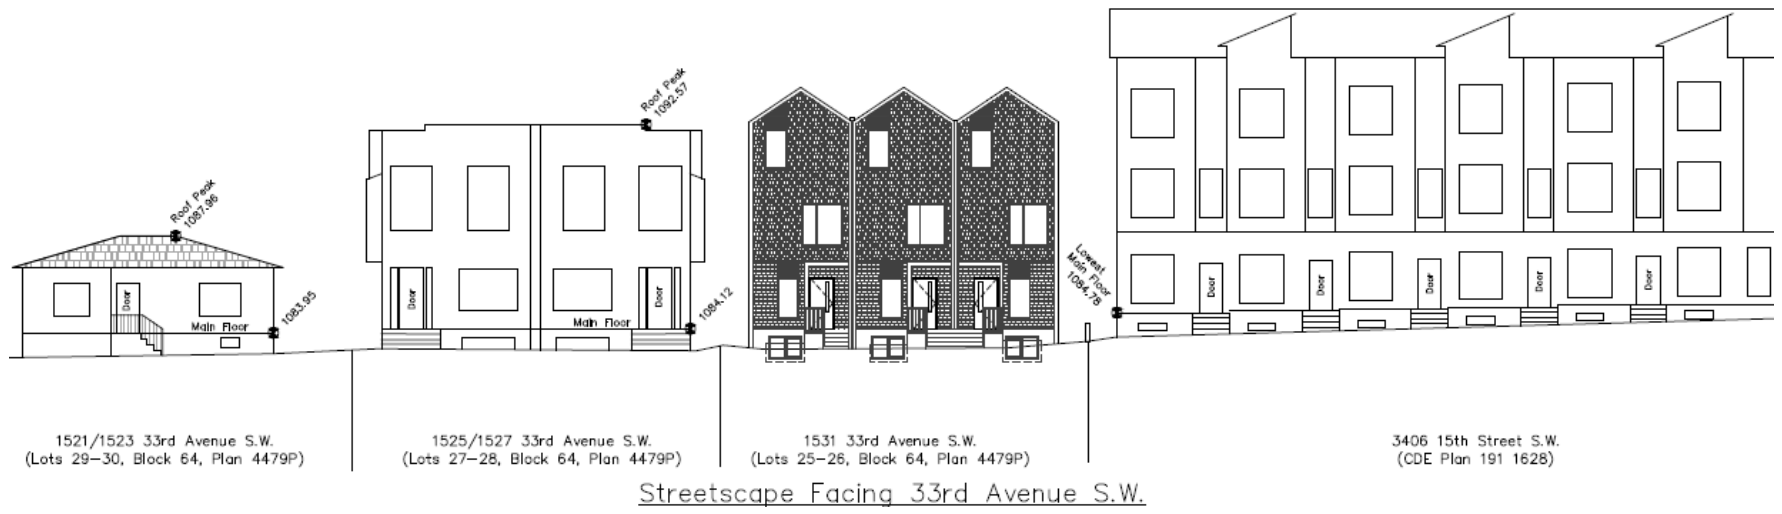 Roof Peak
1087.96
Door
Main Floor
1083.95
Roof Peak
1092.57
Door
Door
Main Floor
1084.12
Lowest
Main Floor
1084.78
Door
Door
Door
Door
Door
1521/1523 33rd Avenue S.W.
(Lots 29-30, Block 64, Plan 4479P)
1525/1527 33rd Avenue S.W.
(Lots 27-28, Block 64, Plan 4479P)
1531 33rd Avenue S.W.
(Lots 25-26, Block 64, Plan 4479P)
3406 15th Street S.W.
(CDE Plan 191 1628)
Streetscape Facing 33rd Avenue S.W.